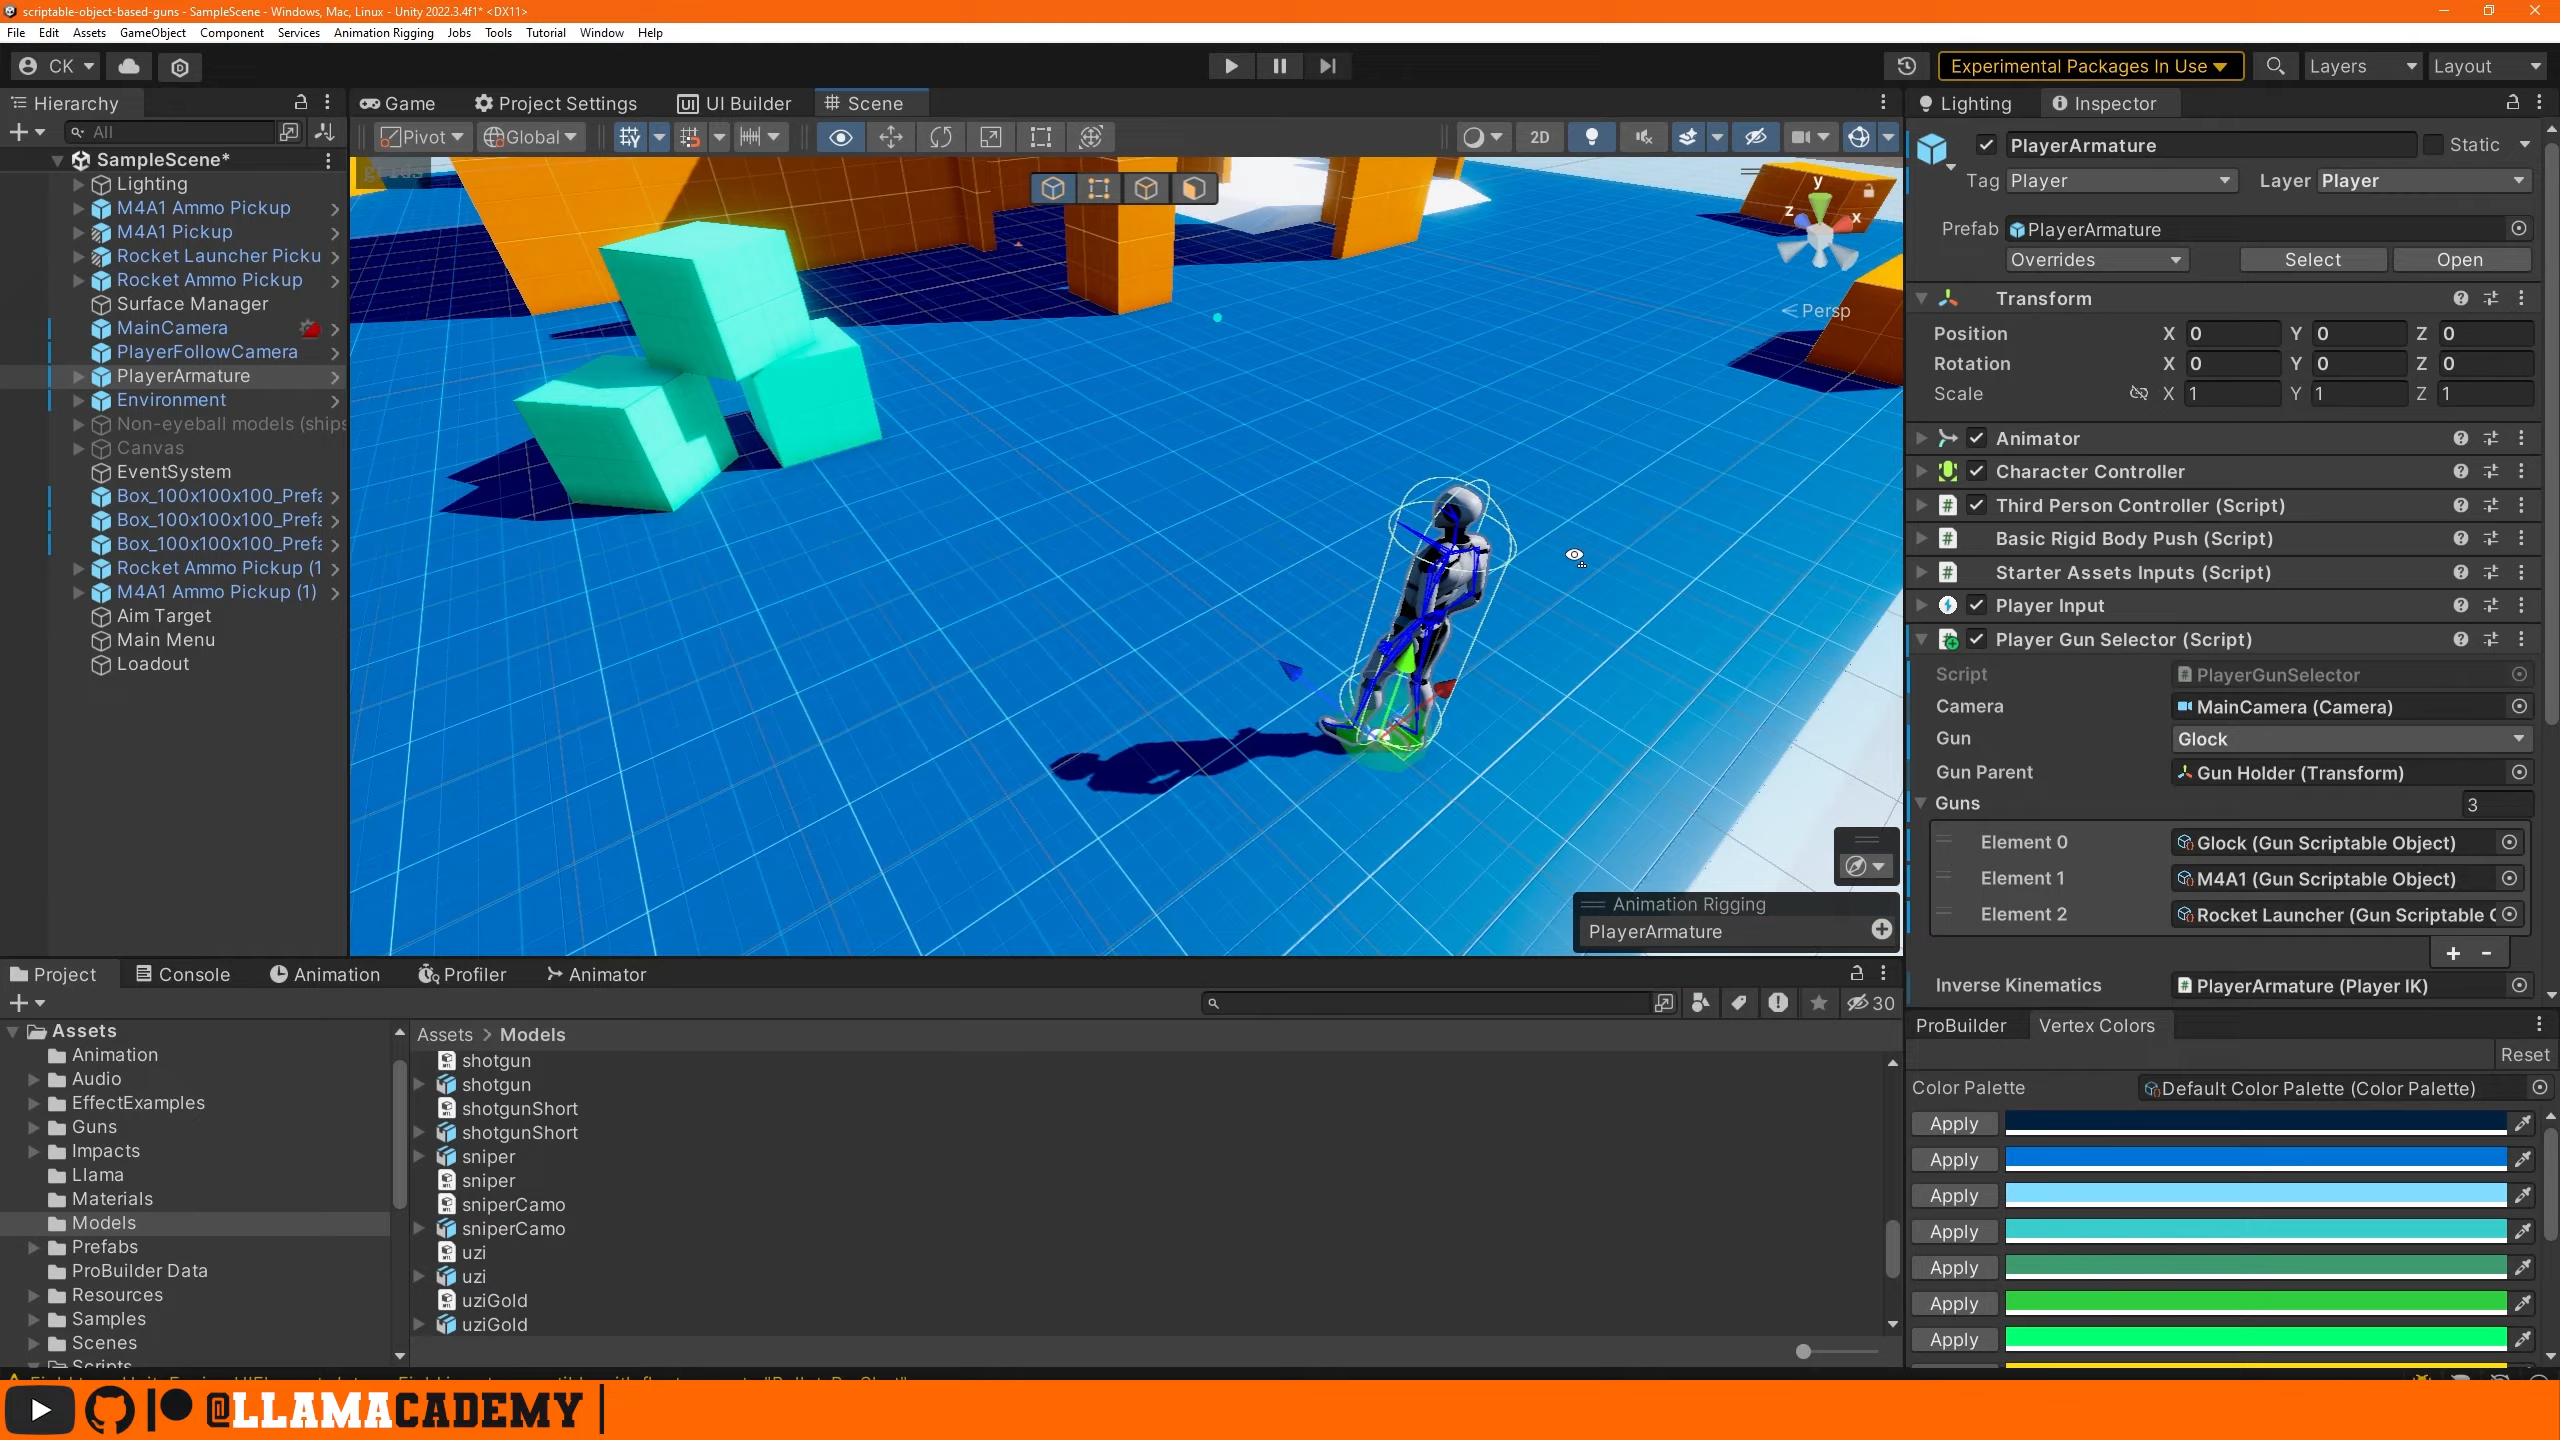 scriptable-object-based-guns - SampleScene - Windows, Mac, Linux - Unity 2022.3.4f1* <DX11>
File Edit Assets GameObject Component Services Animation Rigging Jobs Tools Tutorial Window Help
CK Experimental Packages In Use Layers Layout
Hierarchy
All
SampleScene*
Lighting
M4A1 Ammo Pickup
M4A1 Pickup
Rocket Launcher Picku
Rocket Ammo Pickup
Surface Manager
MainCamera
PlayerFollowCamera
PlayerArmature
Environment
Non-eyeball models (ships
Canvas
EventSystem
Box_100x100x100_Prefa
Box_100x100x100_Prefa
Box_100x100x100_Prefa
Rocket Ammo Pickup (1
M4A1 Ammo Pickup (1)
Aim Target
Main Menu
Loadout
Game Project Settings UI Builder Scene
Pivot Global 2D
y
z x
Persp
Animation Rigging
PlayerArmature
Lighting Inspector
PlayerArmature Static
Tag Player Layer Player
Prefab PlayerArmature
Overrides Select Open
Transform
Position X 0 Y 0 Z 0
Rotation X 0 Y 0 Z 0
Scale X 1 Y 1 Z 1
Animator
Character Controller
Third Person Controller (Script)
Basic Rigid Body Push (Script)
Starter Assets Inputs (Script)
Player Input
Player Gun Selector (Script)
Script PlayerGunSelector
Camera MainCamera (Camera)
Gun Glock
Gun Parent Gun Holder (Transform)
Guns 3
Element 0 Glock (Gun Scriptable Object)
Element 1 M4A1 (Gun Scriptable Object)
Element 2 Rocket Launcher (Gun Scriptable O
+ -
Inverse Kinematics PlayerArmature (Player IK)
ProBuilder Vertex Colors
Reset
Color Palette Default Color Palette (Color Palette)
Apply
Apply
Apply
Apply
Apply
Apply
Apply
Project Console Animation Profiler Animator
30
Assets
Animation
Audio
EffectExamples
Guns
Impacts
Llama
Materials
Models
Prefabs
ProBuilder Data
Resources
Samples
Scenes
Scripts
Assets > Models
shotgun
shotgun
shotgunShort
shotgunShort
sniper
sniper
sniperCamo
sniperCamo
uzi
uzi
uziGold
uziGold
@LLAMACADEMY